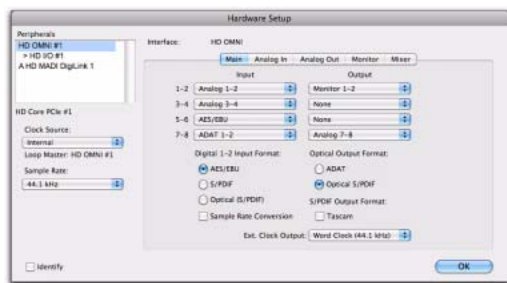 Hardware Setup
Peripherals
HD OMNI #1
> HD I/O #1
A HD MADI DigiLink 1
HD Core PCIe #1
Clock Source:
Internal
Loop Master: HD OMNI #1
Sample Rate:
44.1 kHz
Identify
Interface: HD OMNI
Main Analog In Analog Out Monitor Mixer
Input Output
1-2 Analog 1-2 Monitor 1-2
3-4 Analog 3-4 None
5-6 AES/EBU None
7-8 ADAT 1-2 Analog 7-8
Digital 1-2 Input Format: Optical Output Format:
AES/EBU ADAT
S/PDIF Optical S/PDIF
Optical (S/PDIF) S/PDIF Output Format:
Sample Rate Conversion Tascam
Ext. Clock Output: Word Clock (44.1 kHz)
OK